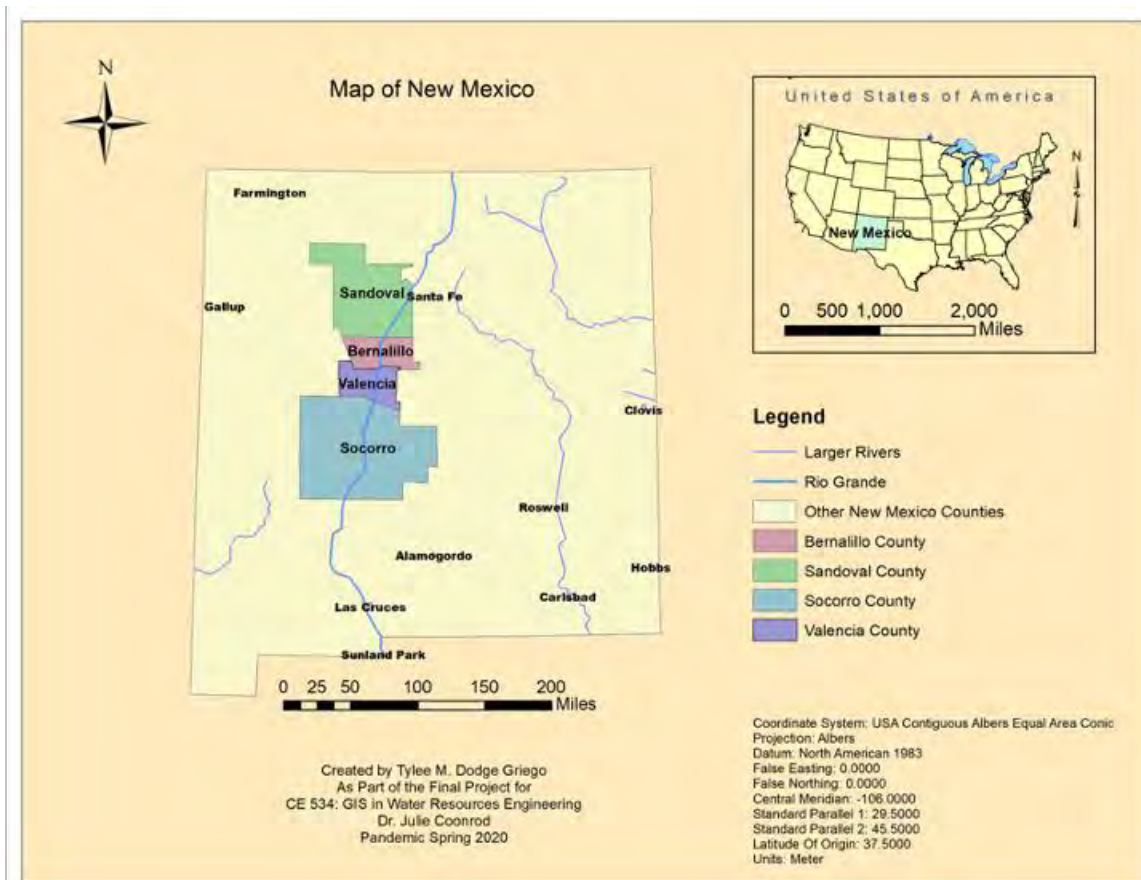 N
Map of New Mexico
United States of America
N
New Mexico
0 500 1,000 2,000
Miles
Farmington
Sandoval
Santa Fe
Gallup
Bernalillo
Valencia
Clovis
Socorro
Roswell
Alamogordo
Hobbs
Carlsbad
Las Cruces
Sunland Park
0 25 50 100 150 200
Miles
Legend
Larger Rivers
Rio Grande
Other New Mexico Counties
Bernalillo County
Sandoval County
Socorro County
Valencia County
Created by Tylee M. Dodge Griego
As Part of the Final Project for
CE 534: GIS in Water Resources Engineering
Dr. Julie Coonrod
Pandemic Spring 2020
Coordinate System: USA Contiguous Albers Equal Area Conic
Projection: Albers
Datum: North American 1983
False Easting: 0.0000
False Northing: 0.0000
Central Meridian: -106.0000
Standard Parallel 1: 29.5000
Standard Parallel 2: 45.5000
Latitude Of Origin: 37.5000
Units: Meter